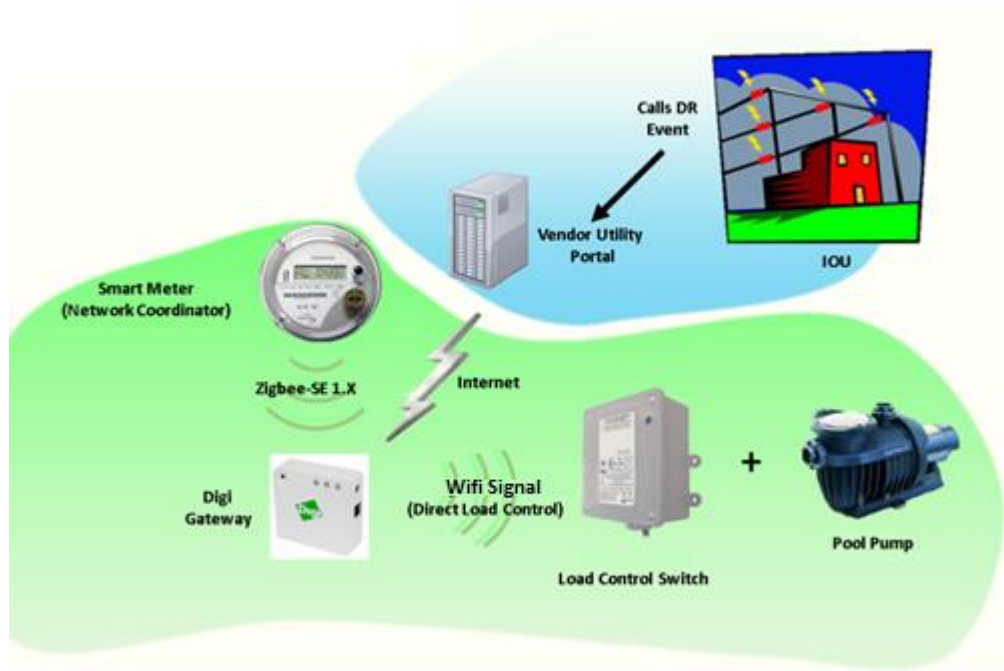 Calls DR
Event
Vendor Utility
Portal
IOU
Smart Meter
(Network Coordinator)
Zigbee-SE 1.X
Internet
Digi
Gateway
Wifi Signal
(Direct Load Control)
Load Control Switch
+
Pool Pump
Digi